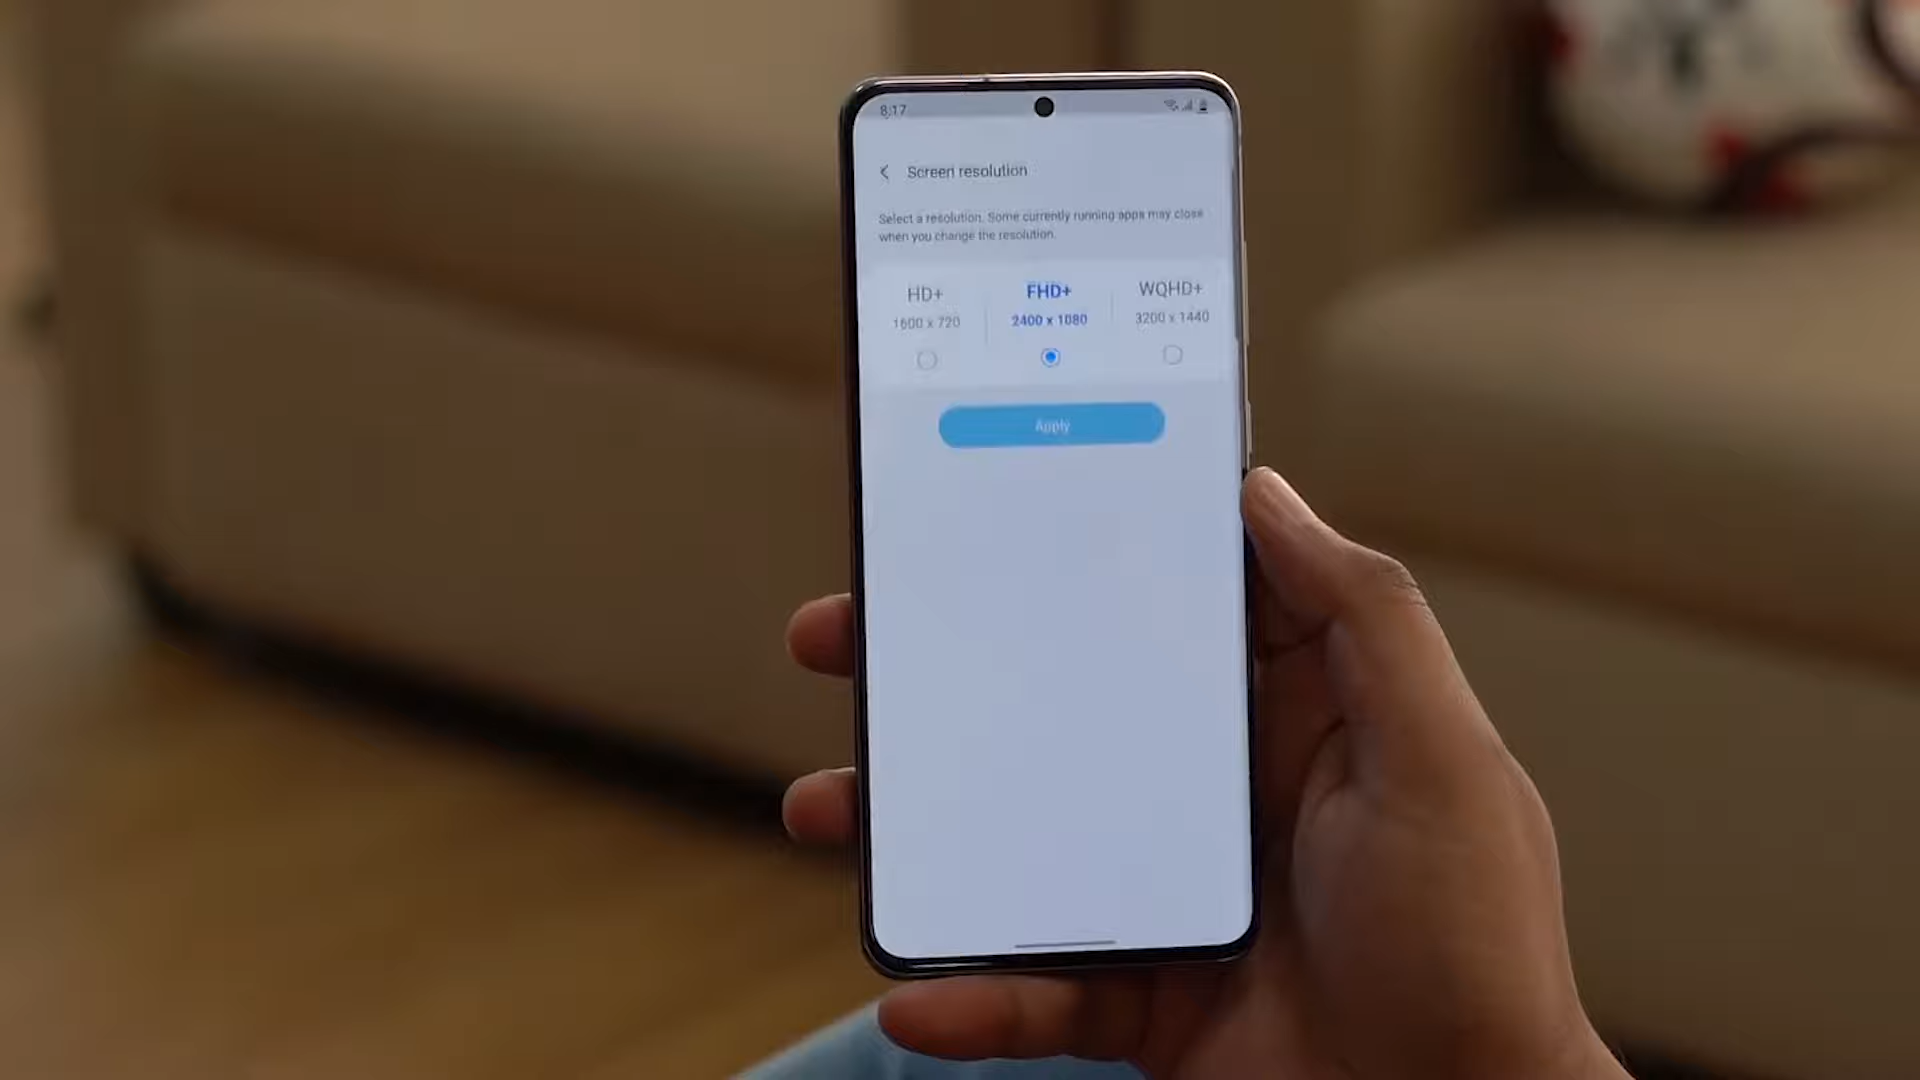 8:17
Screen resolution
Select a resolution. Some currently running apps may close
when you change the resolution.
HD+ FHD+ WQHD+
1600 x 720 2400 x 1080 3200 x 1440
Apply